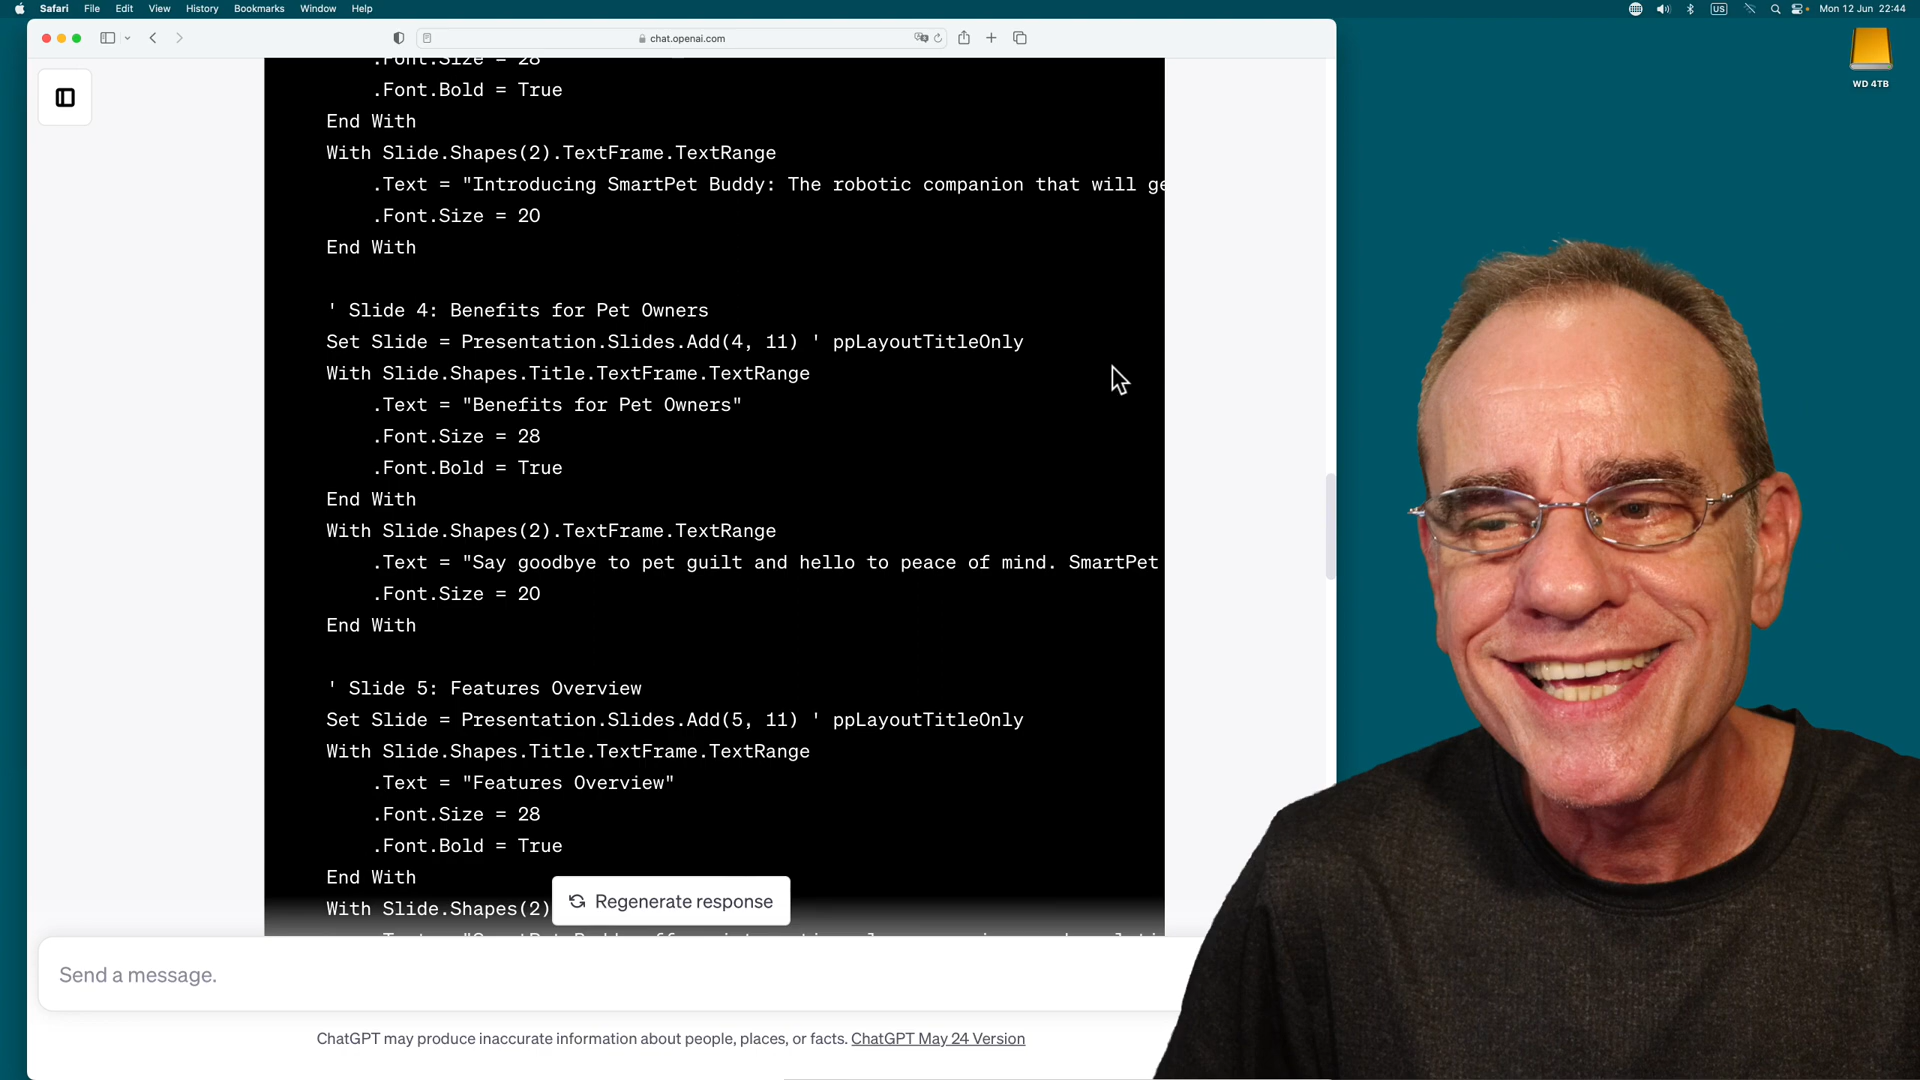 Safari File Edit View History Bookmarks Window Help
US Mon 12 Jun 22:44
chat.openai.com
WD 4TB
.Font.Size = 28
.Font.Bold = True
End With
With Slide.Shapes(2).TextFrame.TextRange
.Text = "Introducing SmartPet Buddy: The robotic companion that will ge
.Font.Size = 20
End With
' Slide 4: Benefits for Pet Owners
Set Slide = Presentation.Slides.Add(4, 11) ' ppLayoutTitleOnly
With Slide.Shapes.Title.TextFrame.TextRange
.Text = "Benefits for Pet Owners"
.Font.Size = 28
.Font.Bold = True
End With
With Slide.Shapes(2).TextFrame.TextRange
.Text = "Say goodbye to pet guilt and hello to peace of mind. SmartPet
.Font.Size = 20
End With
' Slide 5: Features Overview
Set Slide = Presentation.Slides.Add(5, 11) ' ppLayoutTitleOnly
With Slide.Shapes.Title.TextFrame.TextRange
.Text = "Features Overview"
.Font.Size = 28
.Font.Bold = True
End With
With Slide.Shapes(2)
Regenerate response
Send a message.
ChatGPT may produce inaccurate information about people, places, or facts. ChatGPT May 24 Version